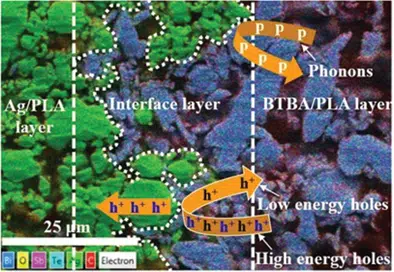 p p p
p p p
Phonons
Ag/PLA
layer
Interface layer
BTBA/PLA layer
h+
h+
Low energy holes
h+ h+ h+
h+ h+ h+ h+ h+
25 μm
High energy holes
Bi O Sb Te Ag C Electron